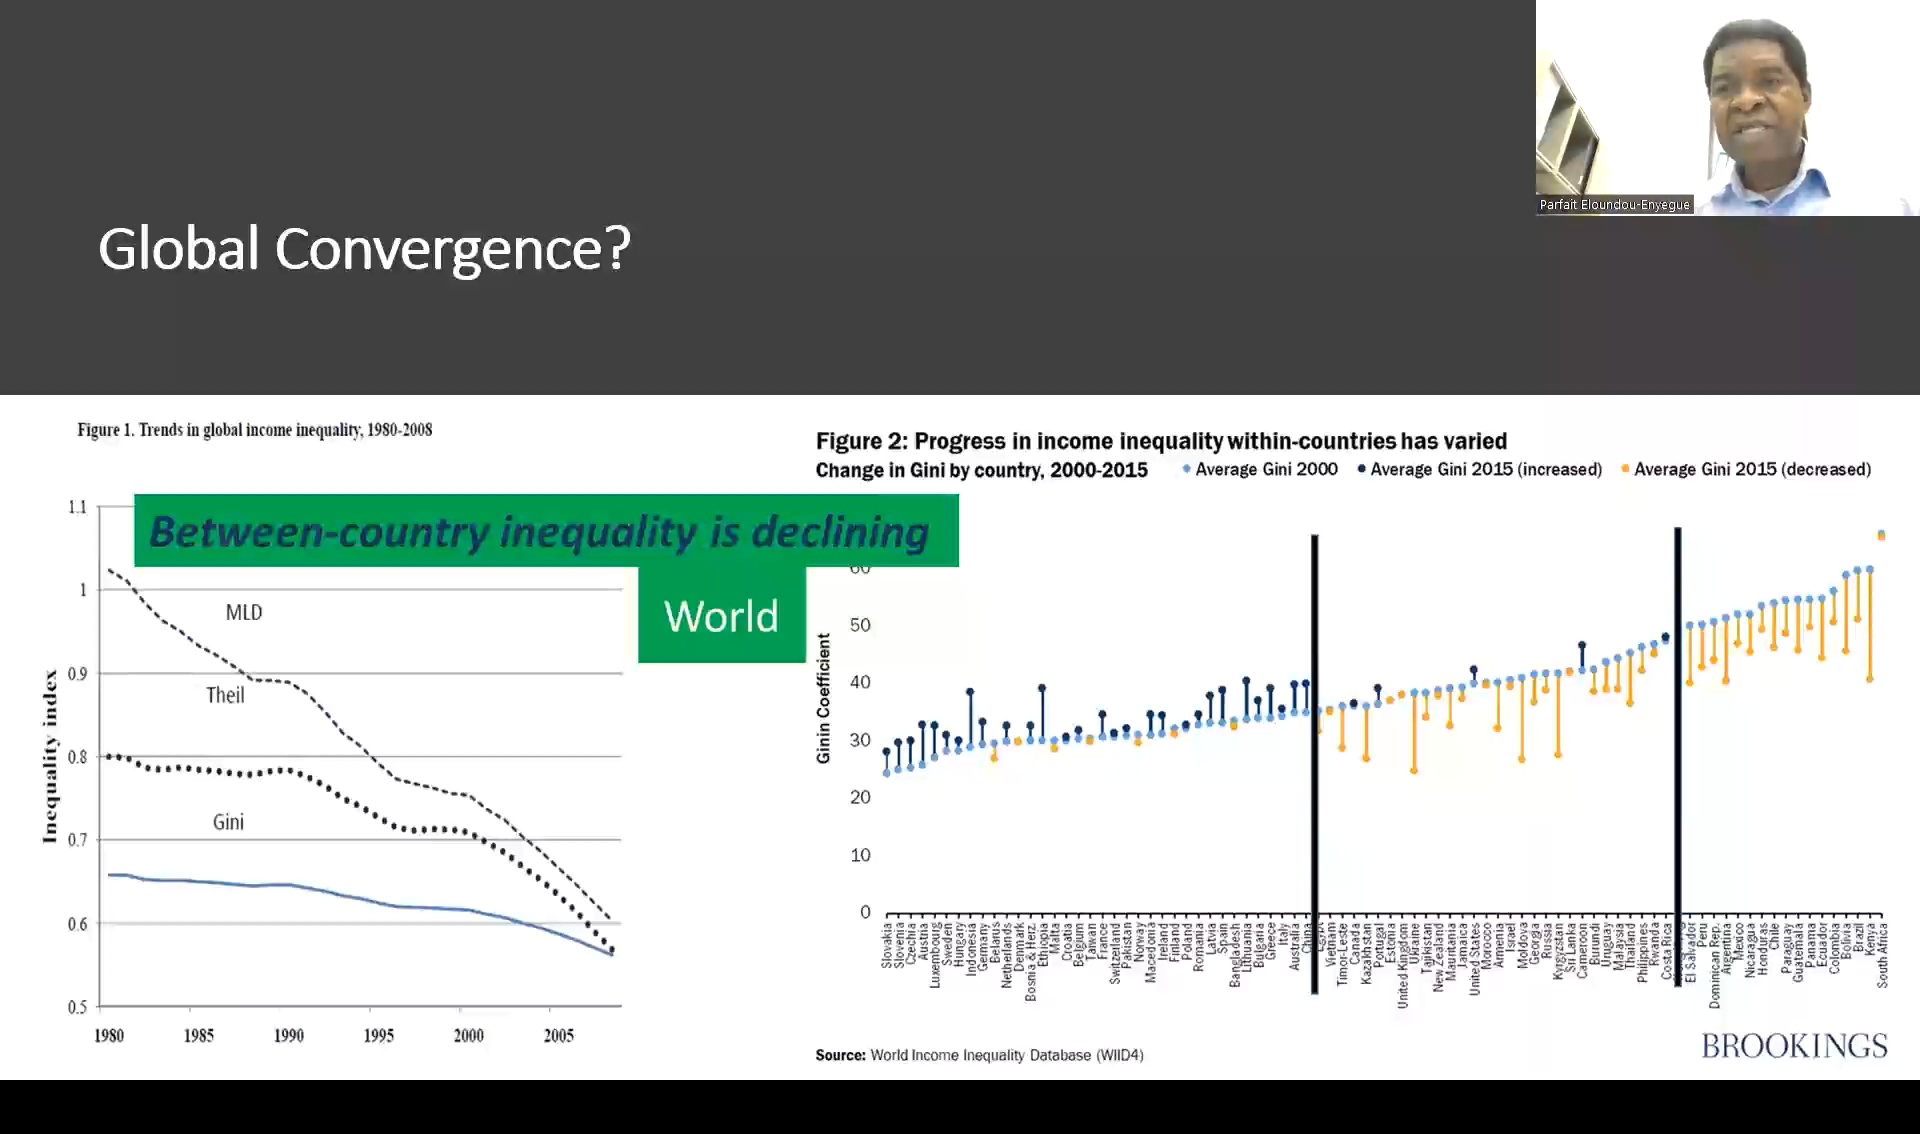 Parfait Eloundou-Enyegue
Global Convergence?
Figure 1. Trends in global income inequality, 1980-2008
Between-country inequality is declining
World
Inequality index
1.1
1
0.9
0.8
0.7
0.6
0.5
MLD
Theil
Gini
1980
1985
1990
1995
2000
2005
Figure 2: Progress in income inequality within-countries has varied
Change in Gini by country, 2000-2015
Average Gini 2000
Average Gini 2015 (increased)
Average Gini 2015 (decreased)
Ginin Coefficient
60
50
40
30
20
10
0
Slovakia
Slovenia
Czechia
Austria
Luxembourg
Sweden
Hungary
Indonesia
Germany
Belarus
Netherlands
Denmark
Bosnia & Herz.
Ethiopia
Malta
Croatia
Belgium
Taiwan
France
Switzerland
Pakistan
Norway
Macedonia
Ireland
Finland
Poland
Romania
Latvia
Spain
Bangladesh
Lithuania
Bulgaria
Greece
Italy
Australia
China
Egypt
Vietnam
Timor-Leste
Canada
Kazakhstan
Portugal
Estonia
United Kingdom
Ukraine
Tajikistan
New Zealand
Mauritania
Jamaica
United States
Morocco
Armenia
Israel
Moldova
Georgia
Russia
Kyrgyzstan
Sri Lanka
Cameroon
Burundi
Uruguay
Malaysia
Thailand
Philippines
Rwanda
Costa Rica
El Salvador
Peru
Dominican Rep.
Argentina
Mexico
Nicaragua
Honduras
Chile
Paraguay
Guatemala
Panama
Ecuador
Colombia
Bolivia
Brazil
Kenya
South Africa
Source: World Income Inequality Database (WIID4)
BROOKINGS